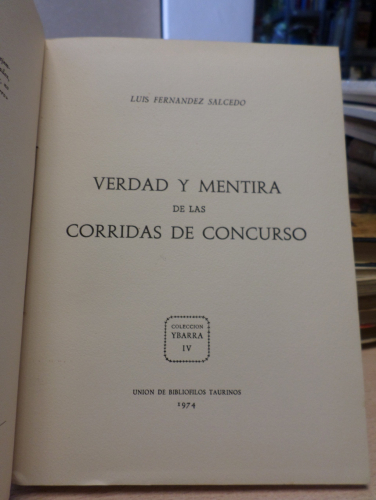 LUIS FERNANDEZ SALCEDO
VERDAD Y MENTIRA
DE LAS
CORRIDAS DE CONCURSO
COLECCION
YBARRA
IV
UNION DE BIBLIOFILOS TAURINOS
1974